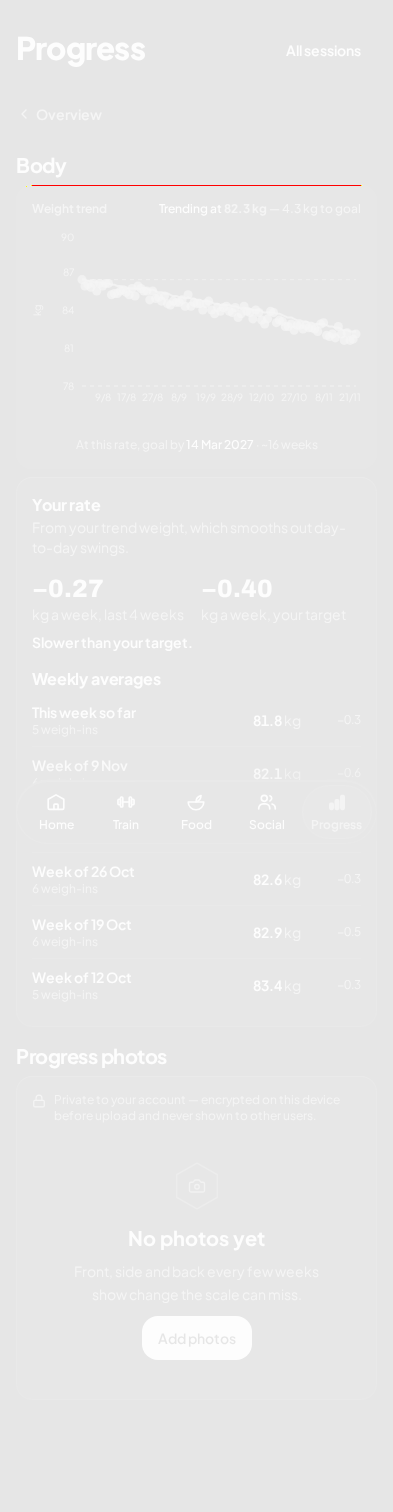 Progress
All sessions
Overview
Body
Weight trend
Trending at 82.3 kg — 4.3 kg to goal
90
87
84
81
78
kg
9/8 17/8 27/8 8/9 19/9 28/9 12/10 27/10 8/11 21/11
At this rate, goal by 14 Mar 2027 · ~16 weeks
Your rate
From your trend weight, which smooths out day-
to-day swings.
−0.27
−0.40
kg a week, last 4 weeks
kg a week, your target
Slower than your target.
Weekly averages
This week so far
81.8 kg
−0.3
5 weigh-ins
Week of 9 Nov
82.1 kg
−0.6
Home
Train
Food
Social
Progress
Week of 26 Oct
82.6 kg
−0.3
6 weigh-ins
Week of 19 Oct
82.9 kg
−0.5
6 weigh-ins
Week of 12 Oct
83.4 kg
−0.3
5 weigh-ins
Progress photos
Private to your account — encrypted on this device
before upload and never shown to other users.
No photos yet
Front, side and back every few weeks
show change the scale can miss.
Add photos